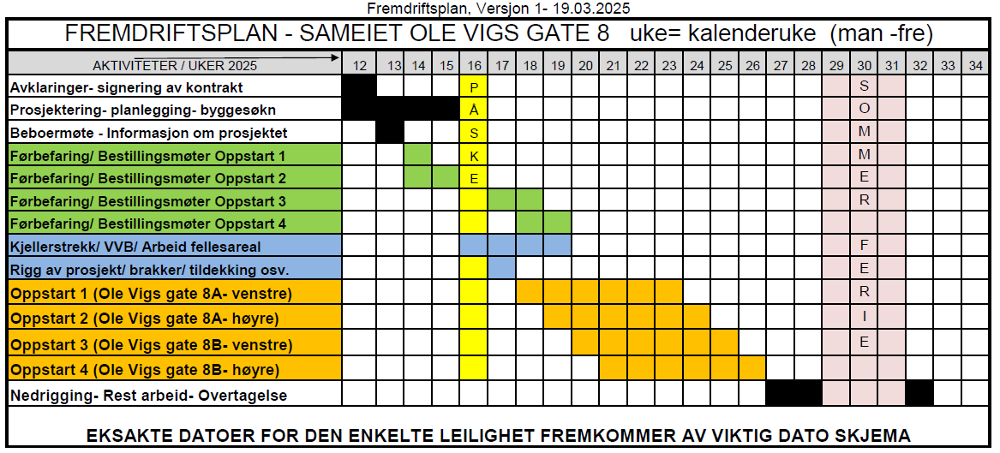 Fremdriftsplan, Versjon 1- 19.03.2025
FREMDRIFTSPLAN - SAMEIET OLE VIGS GATE 8 uke= kalenderuke (man -fre)
AKTIVITETER / UKER 2025 12 13 14 15 16 17 18 19 20 21 22 23 24 25 26 27 28 29 30 31 32 33 34
Avklaringer- signering av kontrakt P S
Prosjektering- planlegging- byggesøkn Å O
Beboermøte - Informasjon om prosjektet S M
Førbefaring/ Bestillingsmøter Oppstart 1 K M
Førbefaring/ Bestillingsmøter Oppstart 2 E E
Førbefaring/ Bestillingsmøter Oppstart 3 R
Førbefaring/ Bestillingsmøter Oppstart 4
Kjellerstrekk/ VVB/ Arbeid fellesareal F
Rigg av prosjekt/ brakker/ tildekking osv. E
Oppstart 1 (Ole Vigs gate 8A- venstre) R
Oppstart 2 (Ole Vigs gate 8A- høyre) I
Oppstart 3 (Ole Vigs gate 8B- venstre) E
Oppstart 4 (Ole Vigs gate 8B- høyre)
Nedrigging- Rest arbeid- Overtagelse
EKSAKTE DATOER FOR DEN ENKELTE LEILIGHET FREMKOMMER AV VIKTIG DATO SKJEMA